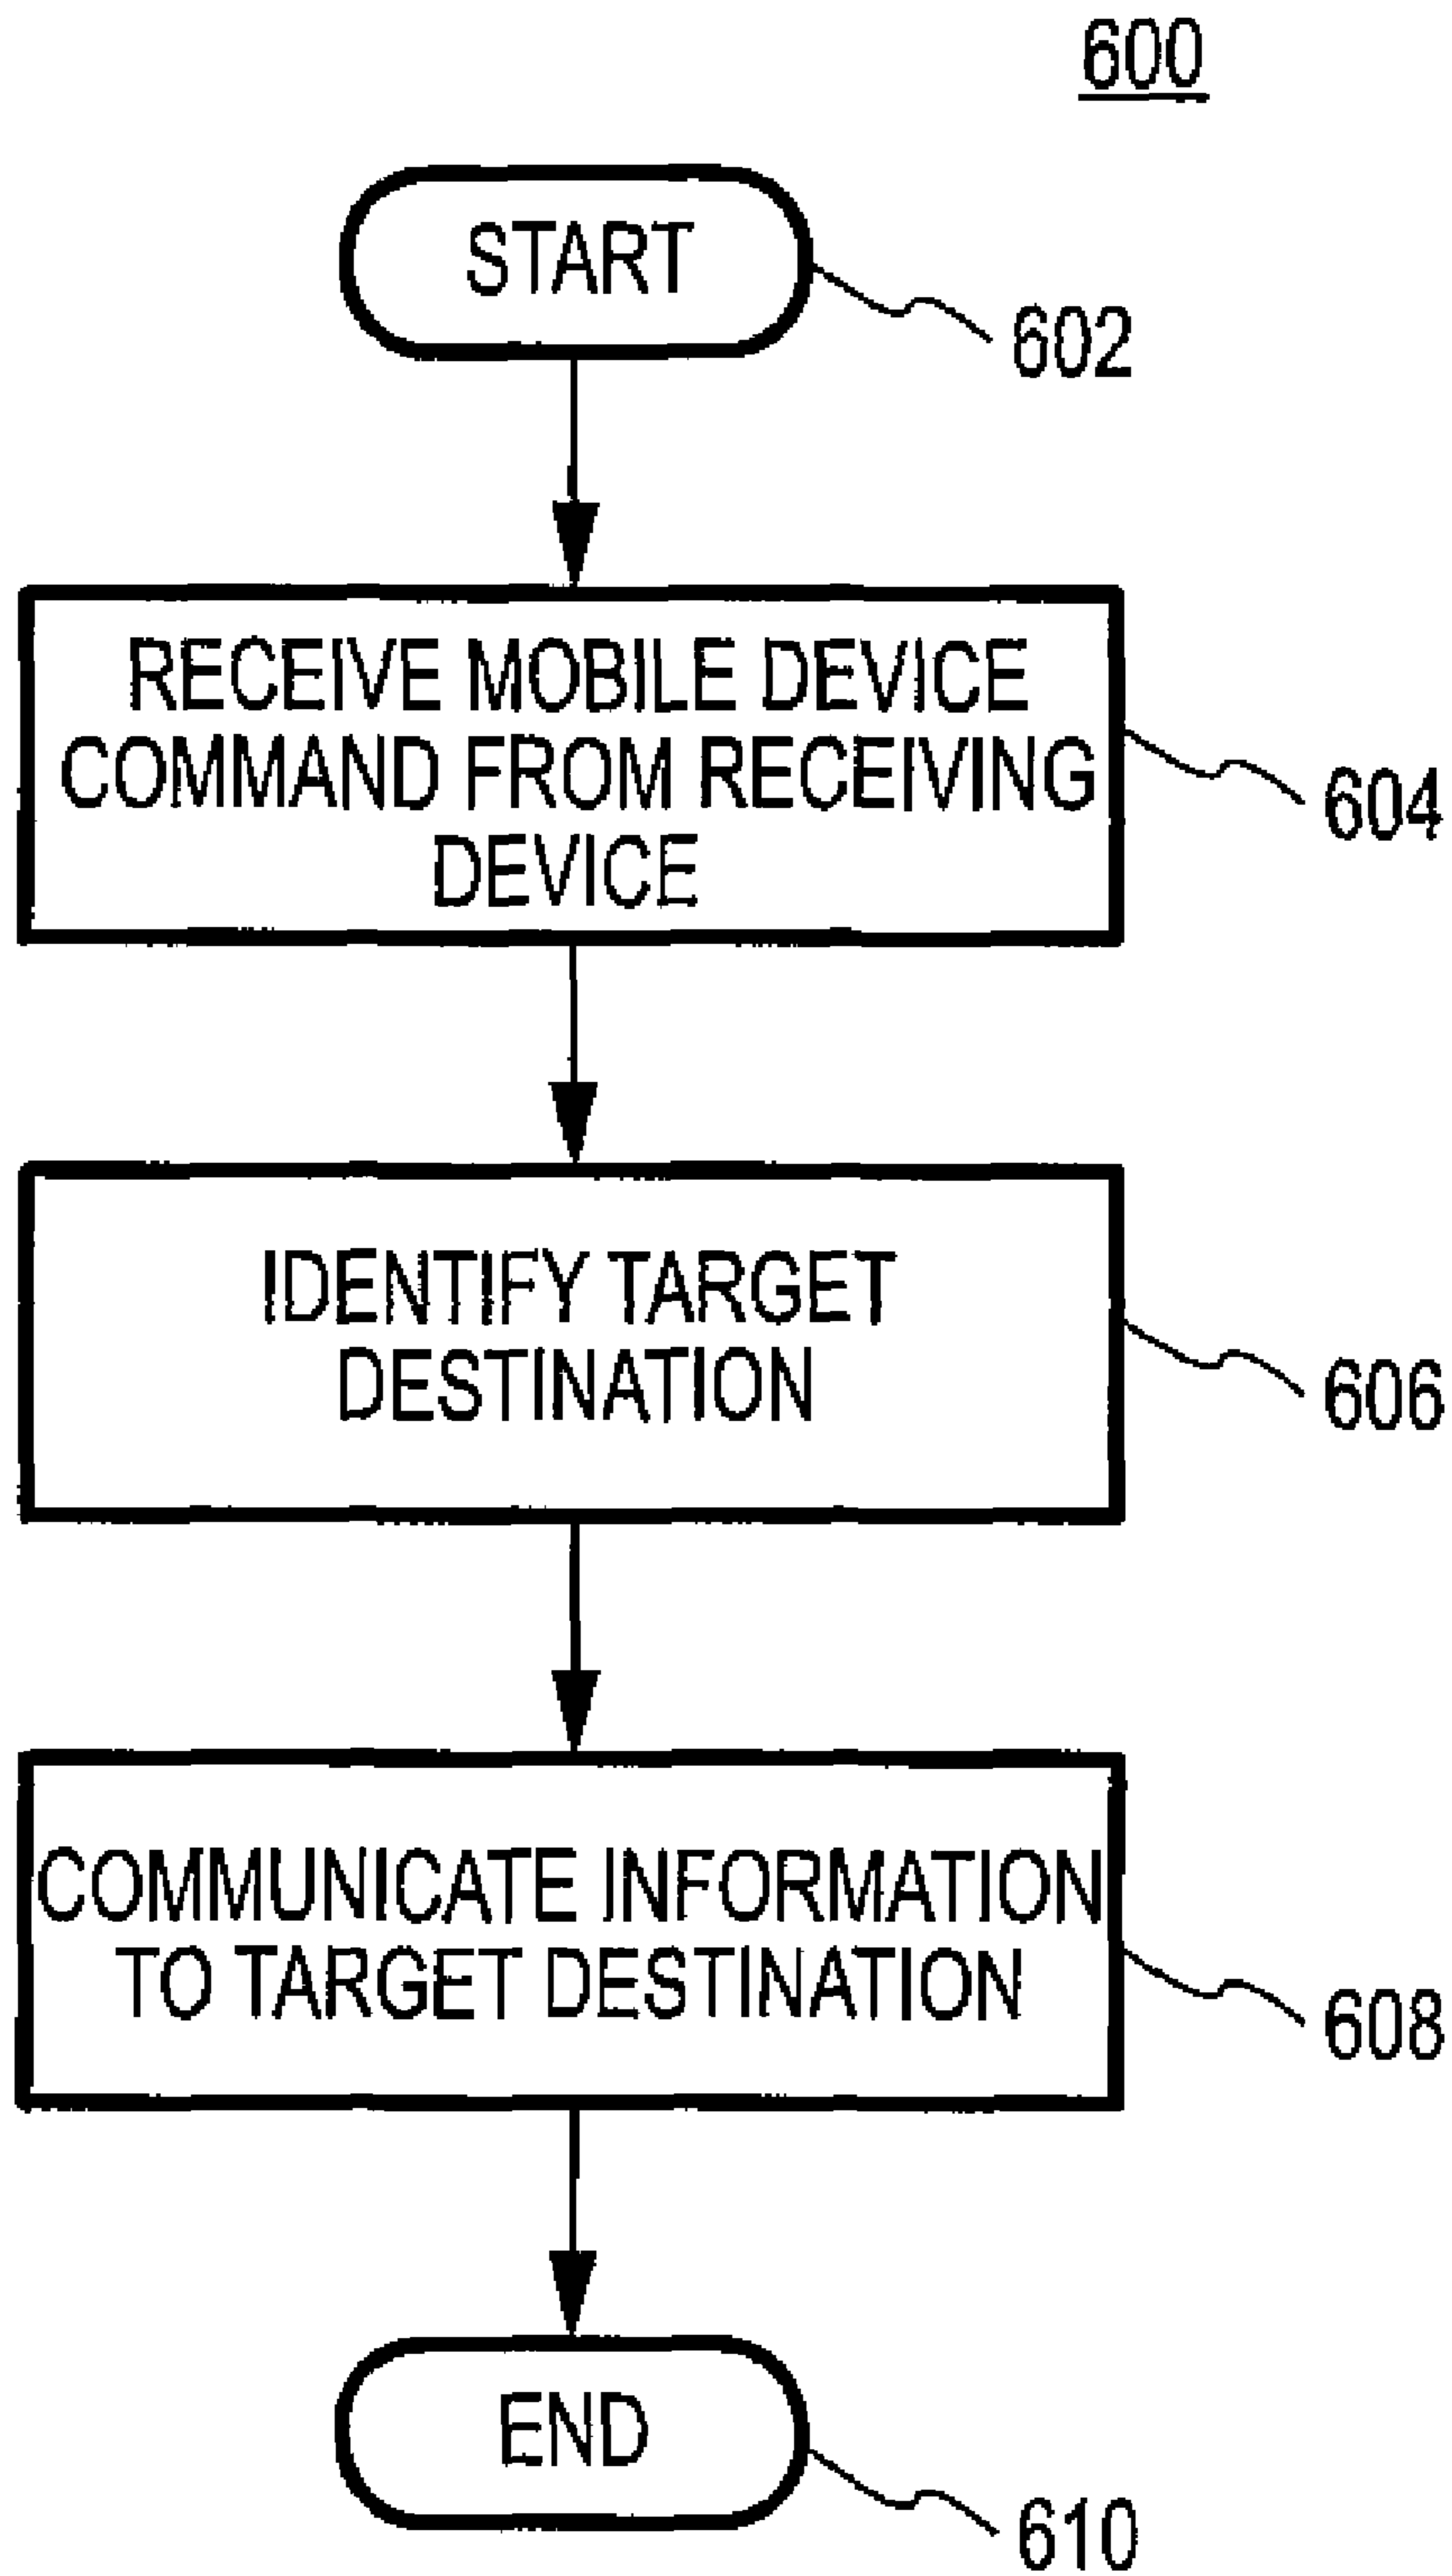 600
START
602
RECEIVE MOBILE DEVICE
COMMAND FROM RECEIVING
DEVICE
604
IDENTIFY TARGET
DESTINATION
606
COMMUNICATE INFORMATION
TO TARGET DESTINATION
608
END
610